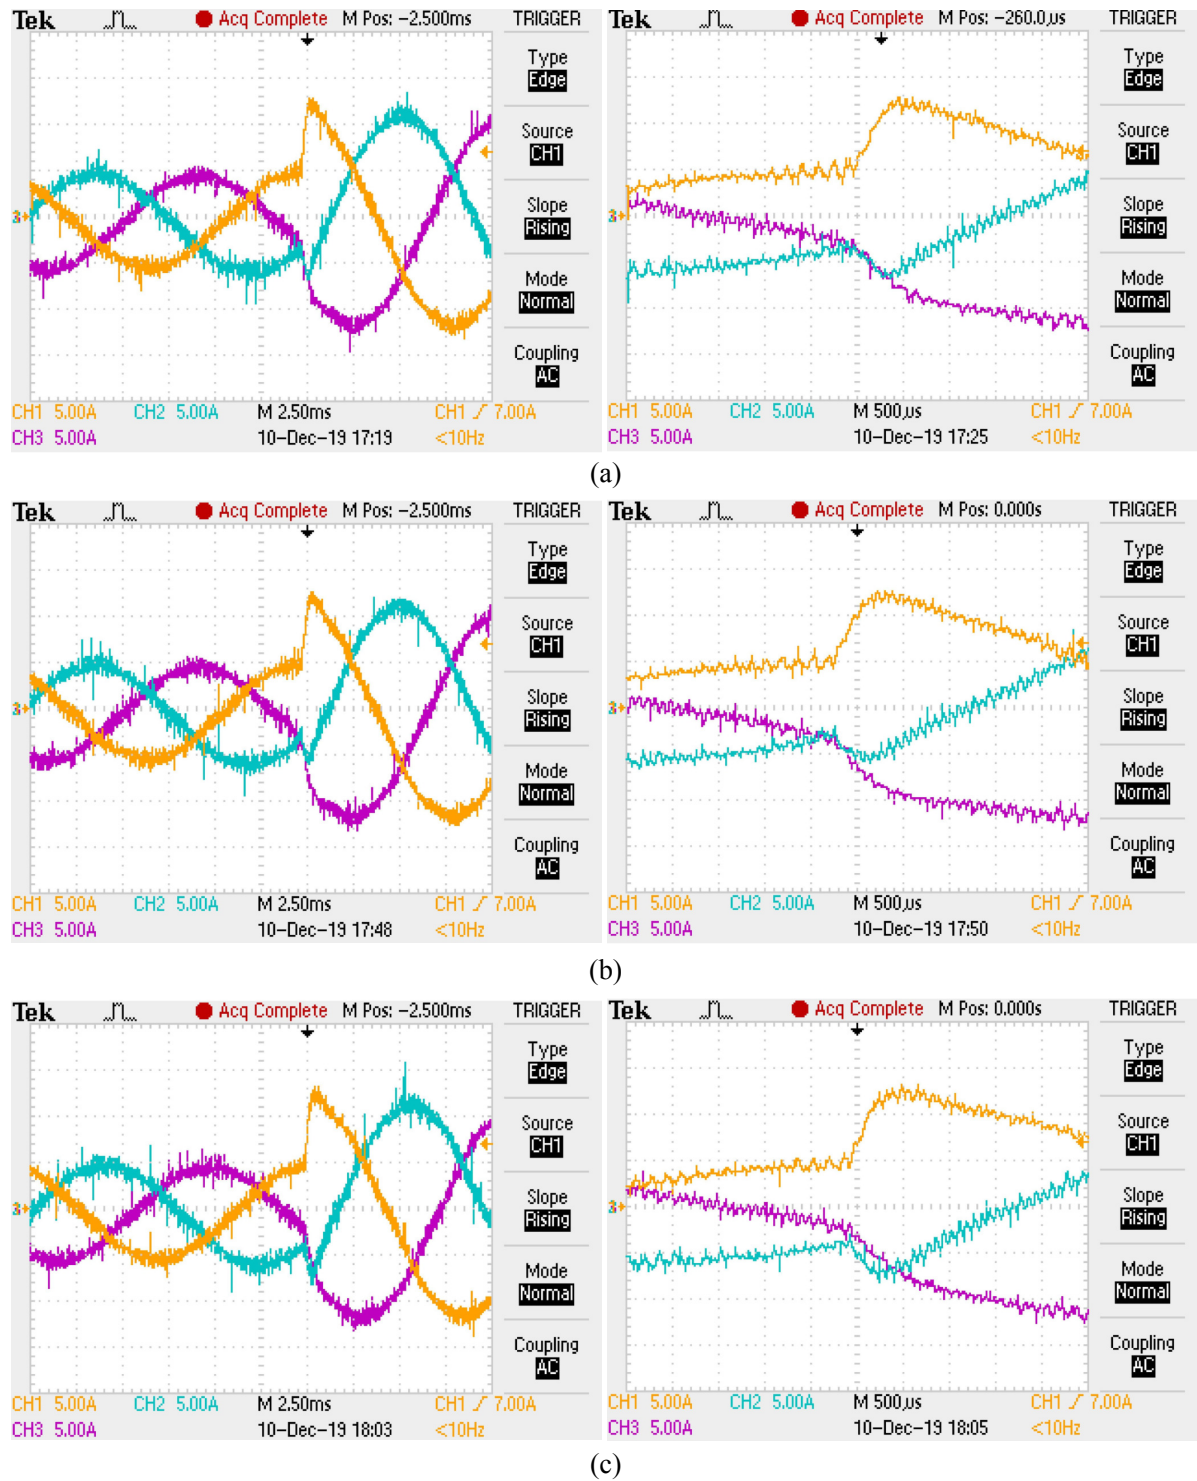 Tek Acq Complete M Pos: -2.500ms TRIGGER
Type
Edge
Source
CH1
Slope
Rising
Mode
Normal
Coupling
AC
CH1 5.00A CH2 5.00A M 2.50ms CH1 7.00A
CH3 5.00A 10-Dec-19 17:19 <10Hz
Tek Acq Complete M Pos: -260.0µs TRIGGER
Type
Edge
Source
CH1
Slope
Rising
Mode
Normal
Coupling
AC
CH1 5.00A CH2 5.00A M 500µs CH1 7.00A
CH3 5.00A 10-Dec-19 17:25 <10Hz
(a)
Tek Acq Complete M Pos: -2.500ms TRIGGER
Type
Edge
Source
CH1
Slope
Rising
Mode
Normal
Coupling
AC
CH1 5.00A CH2 5.00A M 2.50ms CH1 7.00A
CH3 5.00A 10-Dec-19 17:48 <10Hz
Tek Acq Complete M Pos: 0.000s TRIGGER
Type
Edge
Source
CH1
Slope
Rising
Mode
Normal
Coupling
AC
CH1 5.00A CH2 5.00A M 500µs CH1 7.00A
CH3 5.00A 10-Dec-19 17:50 <10Hz
(b)
Tek Acq Complete M Pos: -2.500ms TRIGGER
Type
Edge
Source
CH1
Slope
Rising
Mode
Normal
Coupling
AC
CH1 5.00A CH2 5.00A M 2.50ms CH1 7.00A
CH3 5.00A 10-Dec-19 18:03 <10Hz
Tek Acq Complete M Pos: 0.000s TRIGGER
Type
Edge
Source
CH1
Slope
Rising
Mode
Normal
Coupling
AC
CH1 5.00A CH2 5.00A M 500µs CH1 7.00A
CH3 5.00A 10-Dec-19 18:05 <10Hz
(c)